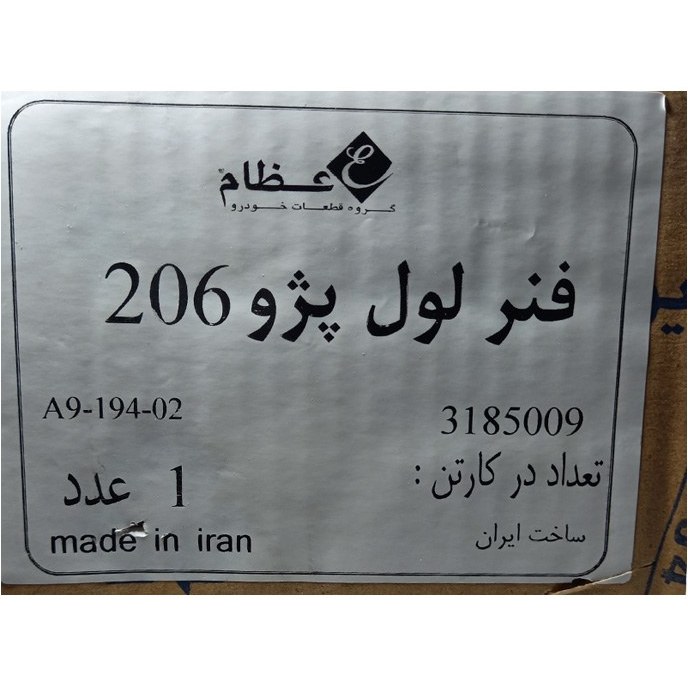 عظام
گروه قطعات خودرو
فنر لول پژو 206
3185009 A9-194-02
تعداد در کارتن : 1 عدد
ساخت ایران made in iran